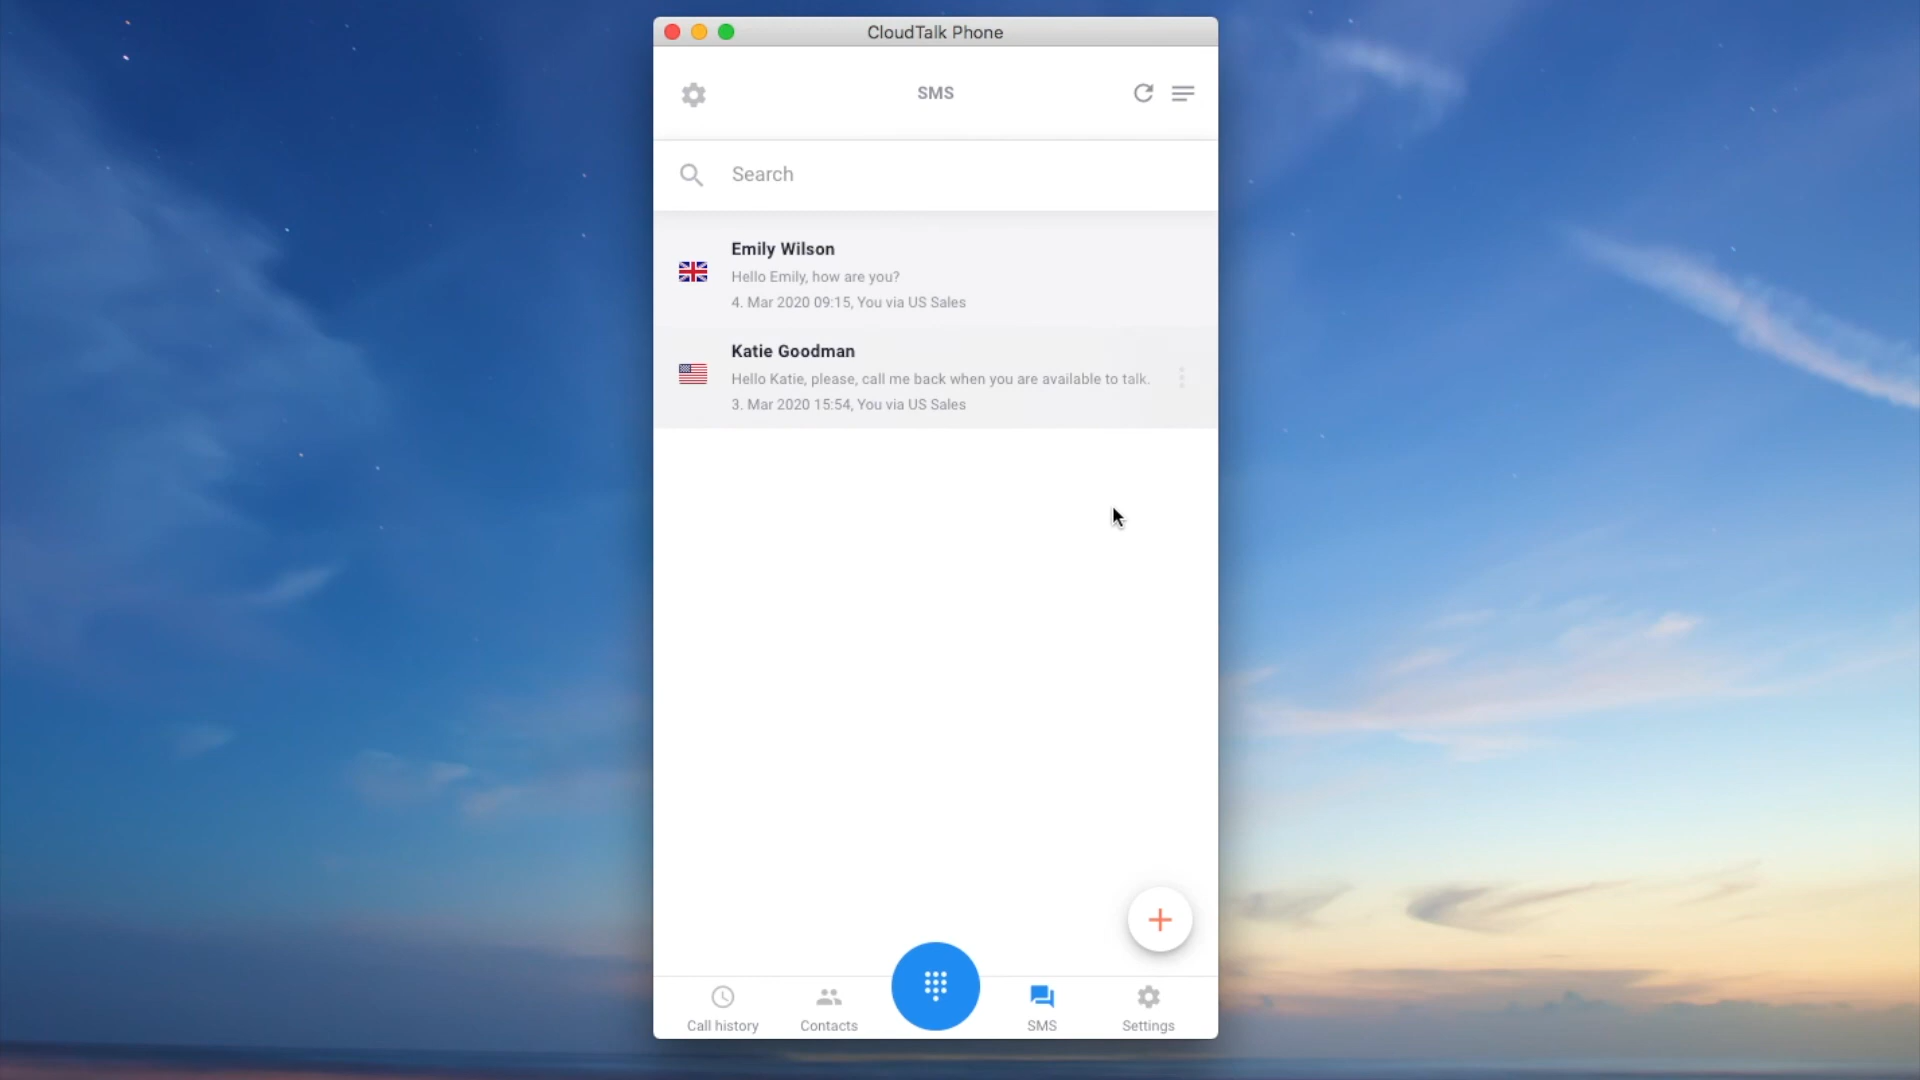 CloudTalk Phone
SMS
Search
Emily Wilson
Hello Emily, how are you?
4. Mar 2020 09:15, You via US Sales
Katie Goodman
Hello Katie, please, call me back when you are available to talk.
3. Mar 2020 15:54, You via US Sales
Call history
Contacts
SMS
Settings